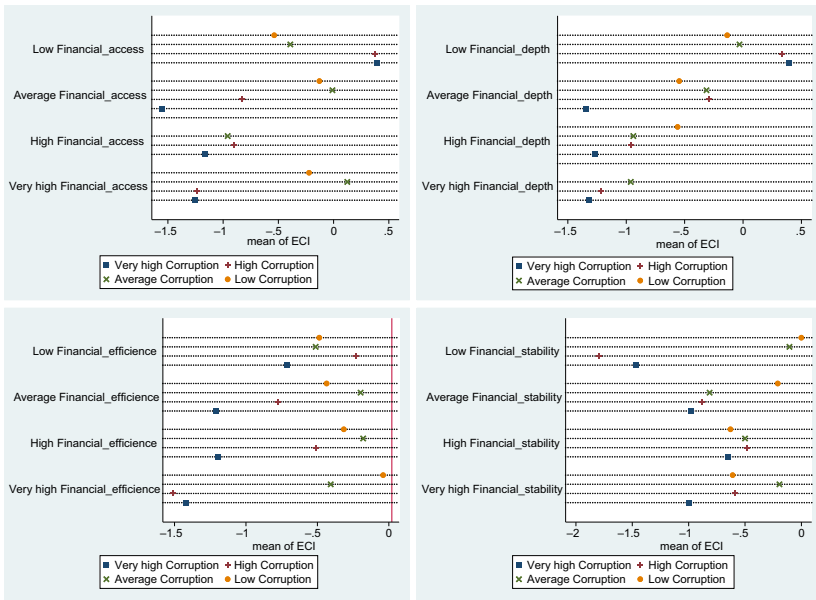 Low Financial_access
Average Financial_access
High Financial_access
Very high Financial_access
–1.5 –1 –.5 0 .5
mean of ECI
Very high Corruption High Corruption
Average Corruption Low Corruption
Low Financial_depth
Average Financial_depth
High Financial_depth
Very high Financial_depth
–1.5 –1 –.5 0 .5
mean of ECI
Very high Corruption High Corruption
Average Corruption Low Corruption
Low Financial_efficience
Average Financial_efficience
High Financial_efficience
Very high Financial_efficience
–1.5 –1 –.5 0
mean of ECI
Very high Corruption High Corruption
Average Corruption Low Corruption
Low Financial_stability
Average Financial_stability
High Financial_stability
Very high Financial_stability
–2 –1.5 –1 –.5 0
mean of ECI
Very high Corruption High Corruption
Average Corruption Low Corruption